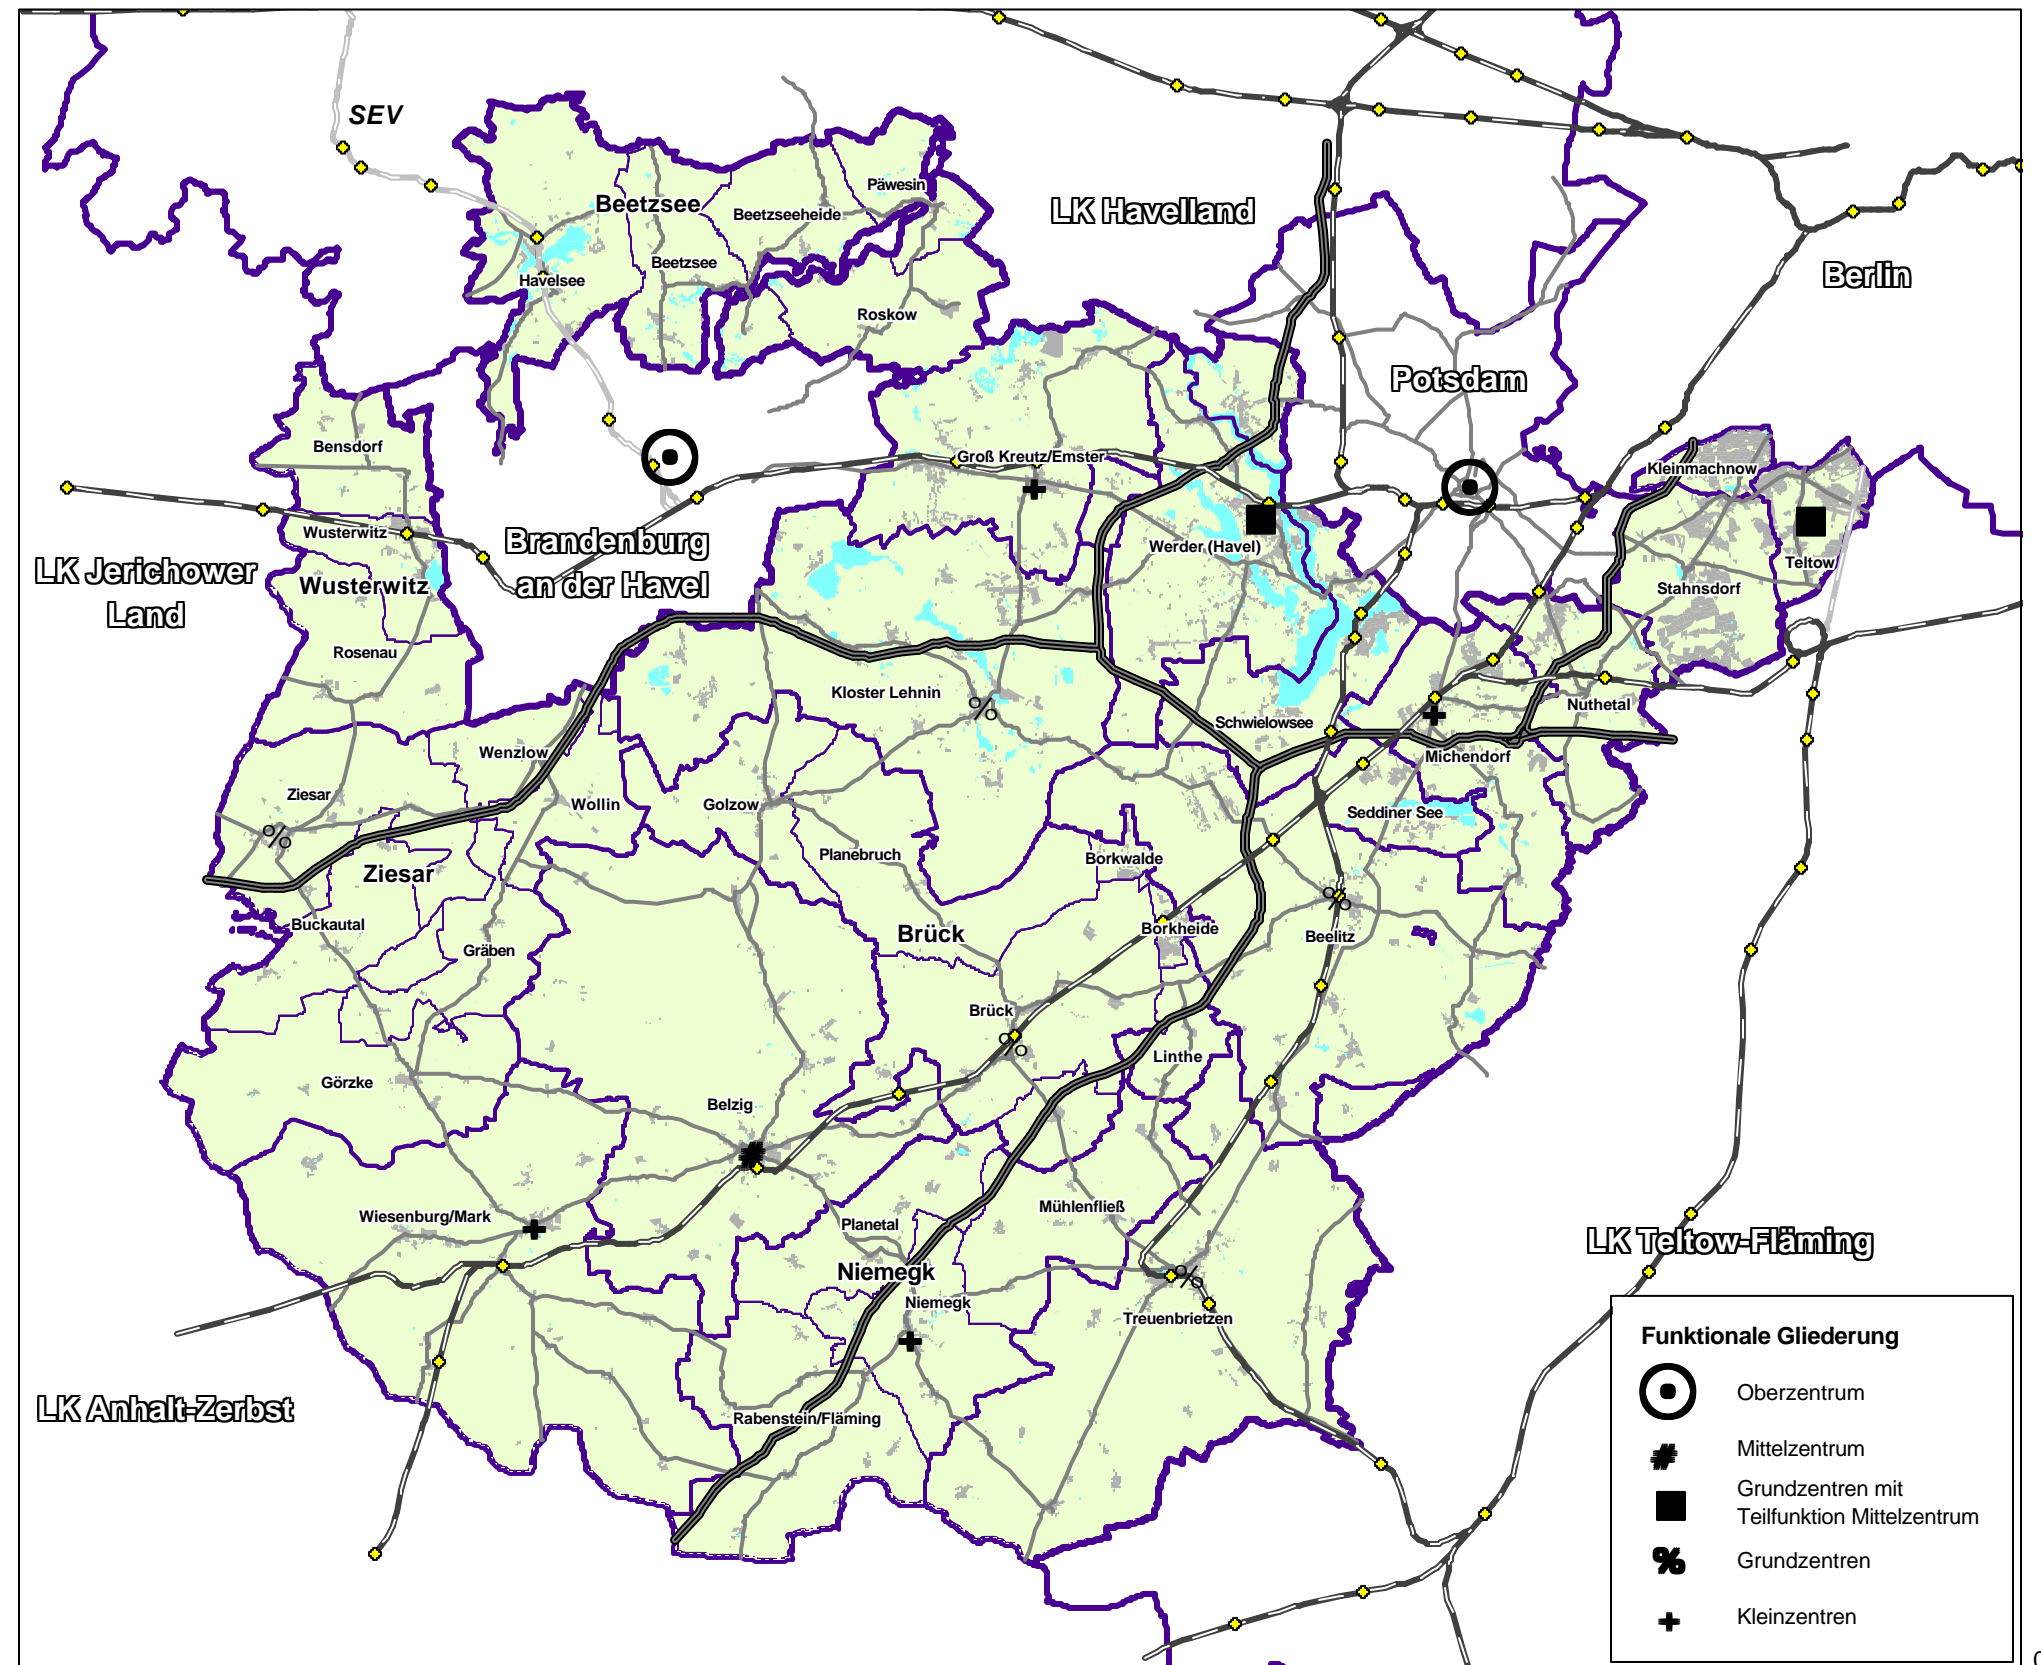 SEV
Päwesin
Beetzsee
Beetzseeheide
LK Havelland
Beetzsee
Berlin
Havelsee
Roskow
Potsdam
Bensdorf
Groß Kreutz/Emster
Kleinmachnow
Wusterwitz
Brandenburg
an der Havel
Werder (Havel)
Teltow
LK Jerichower
Land
Wusterwitz
Stahnsdorf
Rosenau
Kloster Lehnin
Nuthetal
Schwielowsee
Wenzlow
Michendorf
Ziesar
Wollin
Golzow
Seddiner See
%
Planebruch
Borkwalde
Ziesar
Buckautal
Brück
Borkheide
Beelitz
Gräben
Brück
Linthe
Görzke
Belzig
Mühlenfließ
Wiesenburg/Mark
Planetal
LK Teltow-Fläming
Niemegk
Niemegk
Treuenbrietzen
LK Anhalt-Zerbst
Rabenstein/Fläming
Funktionale Gliederung
Oberzentrum
# Mittelzentrum
Grundzentren mit
Teilfunktion Mittelzentrum
% Grundzentren
+ Kleinzentren